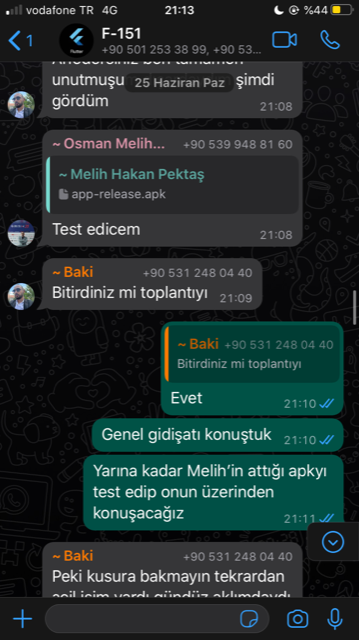 vodafone TR 4G 21:13 %44
1 F-151
+90 501 253 38 99, +90 53...
Flutter
unutmuşu
şimdi
25 Haziran Paz
gördüm 21:08
~ Osman Melih... +90 539 948 81 60
~ Melih Hakan Pektaş
app-release.apk
Test edicem
21:08
~ Baki +90 531 248 04 40
Bitirdiniz mi toplantıyı 21:09
~ Baki +90 531 248 04 40
Bitirdiniz mi toplantıyı
Evet
21:10
Genel gidişatı konuştuk 21:10
Yarına kadar Melih'in attığı apkyı
test edip onun üzerinden
konuşacağız
21:11
~ Baki +90 531 248 04 40
Peki kusura bakmayın tekrardan